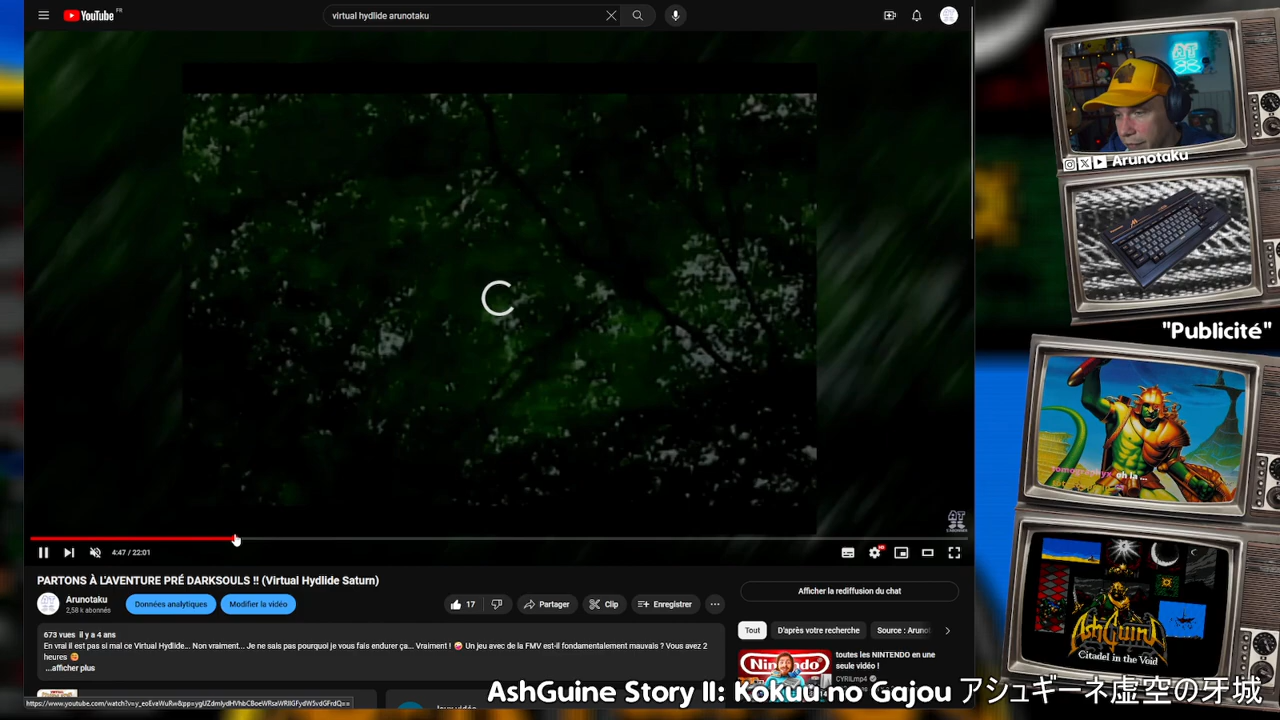 YouTube FR
virtual hydlide arunotaku
4:47 / 22:01
PARTONS À L'AVENTURE PRÉ DARKSOULS !! (Virtual Hydlide Saturn)
Arunotaku
2,58 k abonnés
Données analytiques
Modifier la vidéo
17
Partager
Clip
Enregistrer
673 vues il y a 4 ans
En vrai il est pas si mal ce Virtual Hydlide... Non vraiment... Je ne sais pas pourquoi je vous fais endurer ça... Vraiment ! Un jeu avec de la FMV est-il fondamentalement mauvais ? Vous avez 2
heures
...afficher plus
Afficher la rediffusion du chat
Tout
D'après votre recherche
Source : Arunot
Nintendo
toutes les NINTENDO en une
seule vidéo !
CYRILmp4
Arunotaku
"Publicité"
oh la ...
AshGuine
Citadel in the Void
AshGuine Story II: Kokuu no Gajou アシュギーネ虚空の牙城